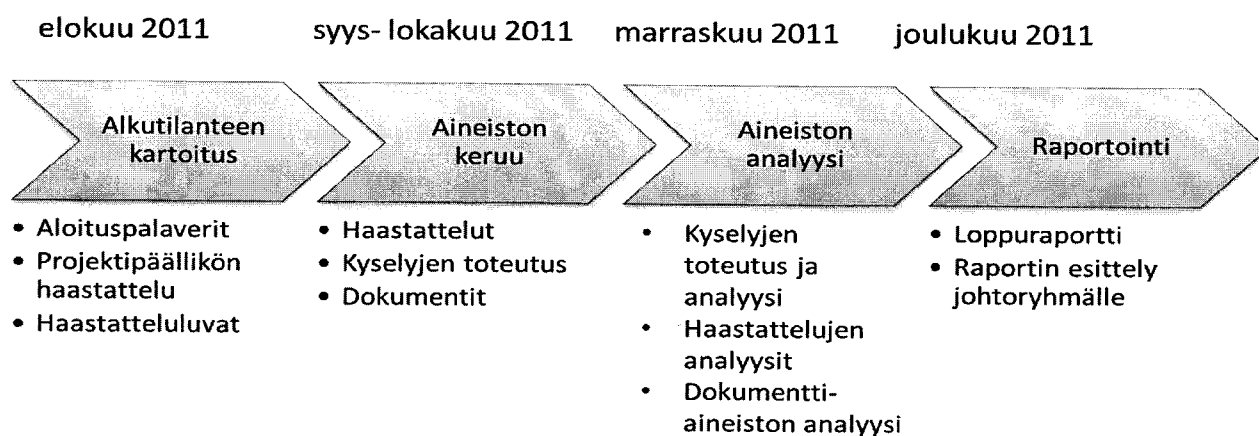 elokuu 2011
syys- lokakuu 2011
marraskuu 2011
joulukuu 2011
Alkutilanteen
kartoitus
Aineiston
keruu
Aineiston
analyysi
Raportointi
• Aloituspalaverit
• Projektipäällikön
haastattelu
• Haastatteluluvat
• Haastattelut
• Kyselyjen toteutus
• Dokumentit
• Kyselyjen
toteutus ja
analyysi
• Haastattelujen
analyysit
• Dokumentti-
aineiston analyysi
• Loppuraportti
• Raportin esittely
johtoryhmälle